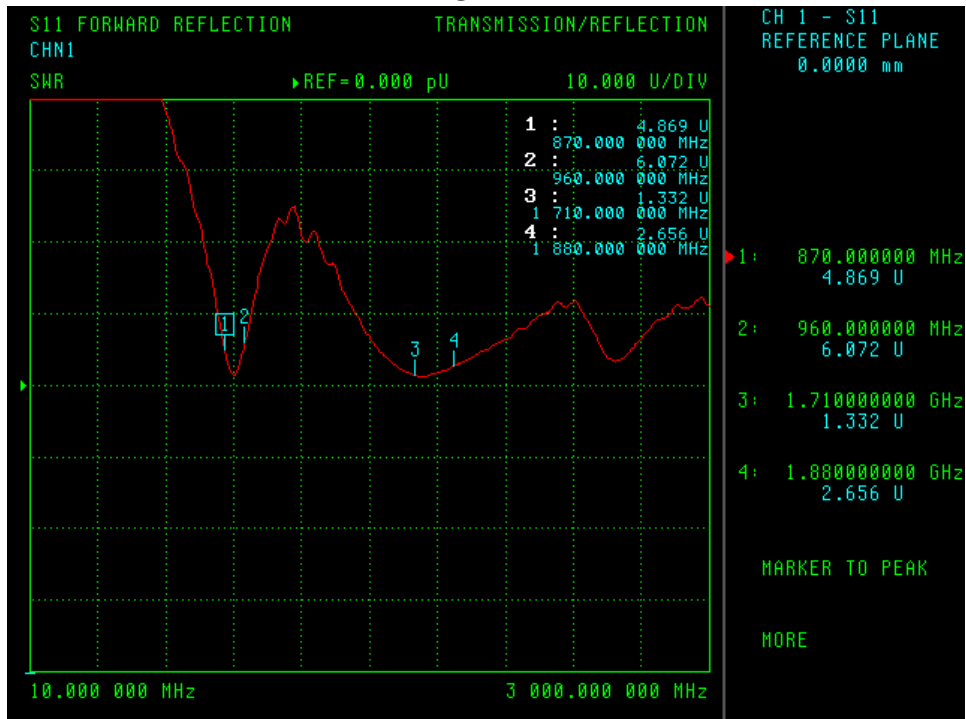 S11 FORWARD REFLECTION TRANSMISSION/REFLECTION
CHN1
SWR ▶REF=0.000 pU 10.000 U/DIV
1 : 4.869 U
870.000 000 MHz
2 : 6.072 U
960.000 000 MHz
3 : 1.332 U
1 710.000 000 MHz
4 : 2.656 U
1 880.000 000 MHz
1
2
3
4
10.000 000 MHz 3 000.000 000 MHz
CH 1 - S11
REFERENCE PLANE
0.0000 mm
▶1: 870.000000 MHz
4.869 U
2: 960.000000 MHz
6.072 U
3: 1.710000000 GHz
1.332 U
4: 1.880000000 GHz
2.656 U
MARKER TO PEAK
MORE